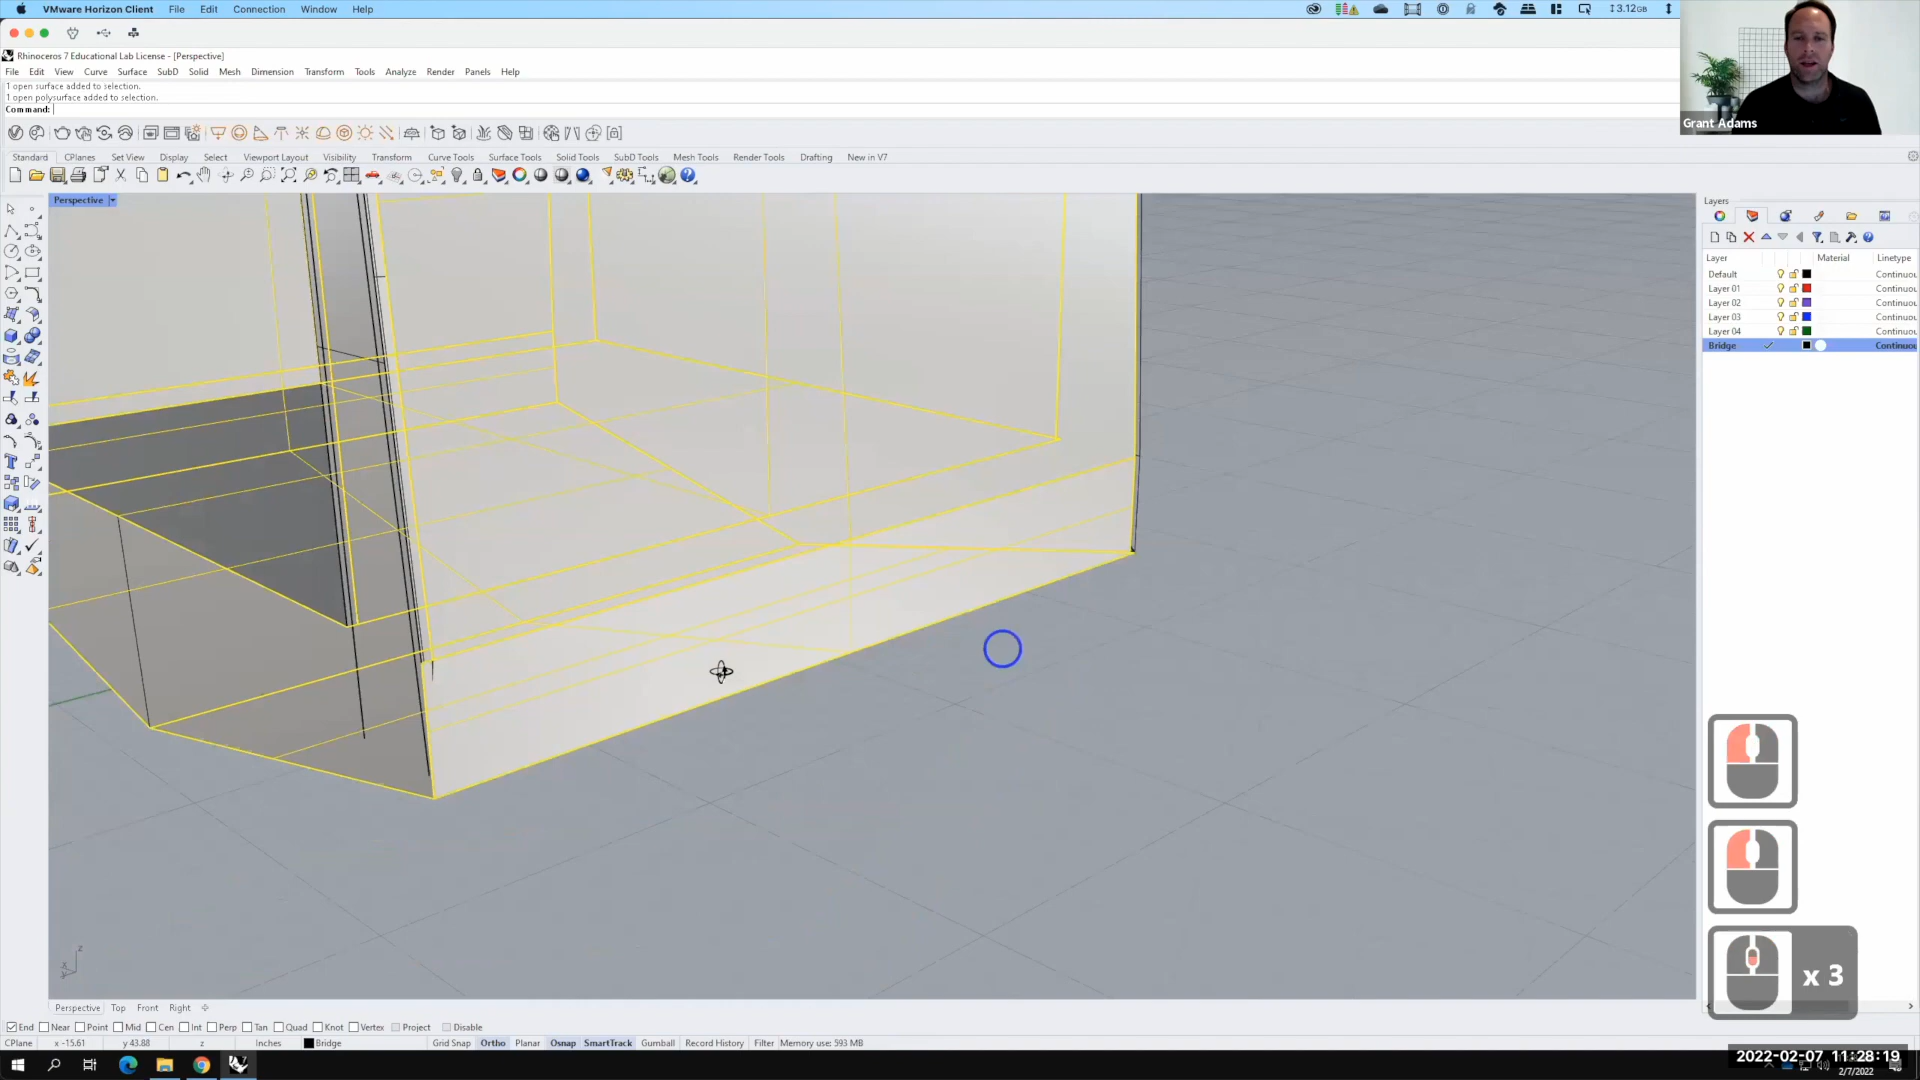 VMware Horizon Client File Edit Connection Window Help
3.12GB
Rhinoceros 7 Educational Lab License - [Perspective]
File Edit View Curve Surface SubD Solid Mesh Dimension Transform Tools Analyze Render Panels Help
1 open surface added to selection.
1 open polysurface added to selection.
Command:
Grant Adams
Standard CPlanes Set View Display Select Viewport Layout Visibility Transform Curve Tools Surface Tools Solid Tools SubD Tools Mesh Tools Render Tools Drafting New in V7
Perspective
Layers
Layer Material Linetype
Default Continuou
Layer 01 Continuou
Layer 02 Continuou
Layer 03 Continuou
Layer 04 Continuou
Bridge Continuou
x 3
z
Perspective Top Front Right
End Near Point Mid Cen Int Perp Tan Quad Knot Vertex Project Disable
CPlane x -15.61 y 43.88 z Inches Bridge Grid Snap Ortho Planar Osnap SmartTrack Gumball Record History Filter Memory use: 593 MB
2022-02-07 11:28:19
2/7/2022